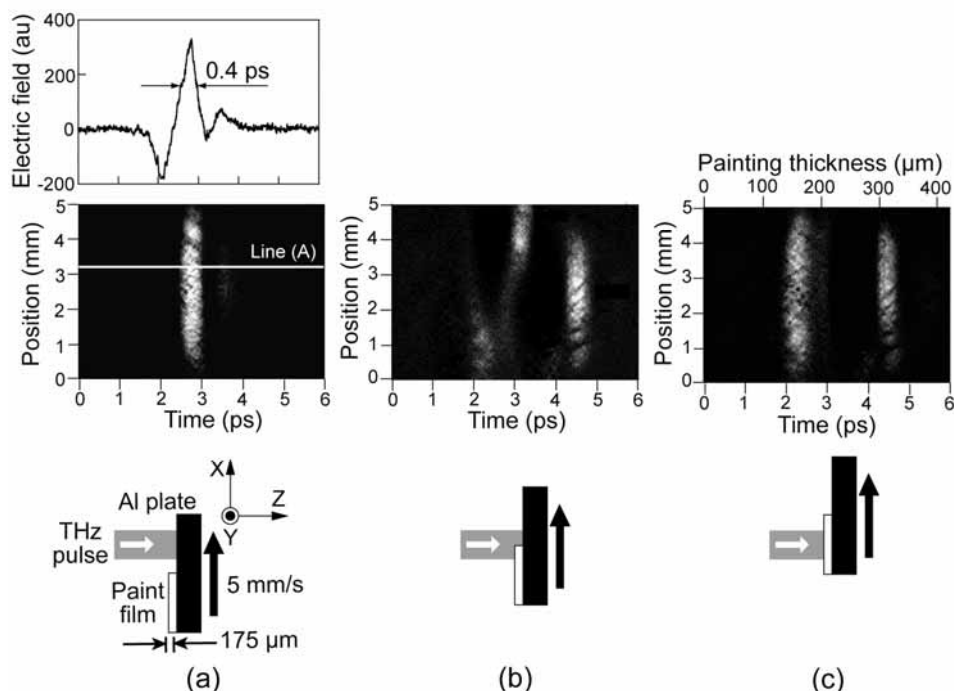 Electric field (au)
400
200
0
-200
0.4 ps
Position (mm)
5
4
3
2
1
0
Line (A)
0 1 2 3 4 5 6
Time (ps)
Position (mm)
5
4
3
2
1
0
0 1 2 3 4 5 6
Time (ps)
Painting thickness (μm)
0 100 200 300 400
Position (mm)
5
4
3
2
1
0
0 1 2 3 4 5 6
Time (ps)
X
Z
Y
Al plate
THz
pulse
Paint
film
5 mm/s
175 μm
(a)
(b)
(c)